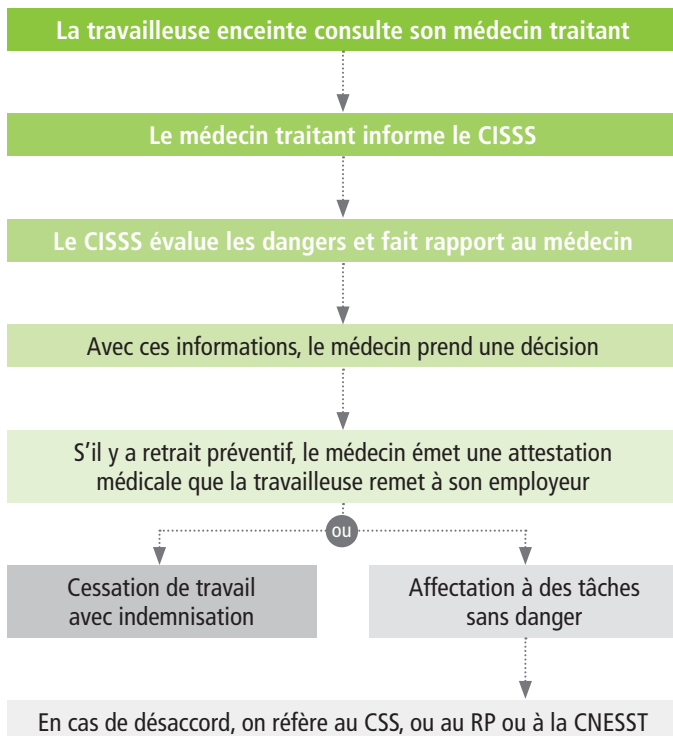 La travailleuse enceinte consulte son médecin traitant
Le médecin traitant informe le CISSS
Le CISSS évalue les dangers et fait rapport au médecin
Avec ces informations, le médecin prend une décision
S'il y a retrait préventif, le médecin émet une attestation
médicale que la travailleuse remet à son employeur
ou
Cessation de travail
avec indemnisation
Affectation à des tâches
sans danger
En cas de désaccord, on réfère au CSS, ou au RP ou à la CNESST